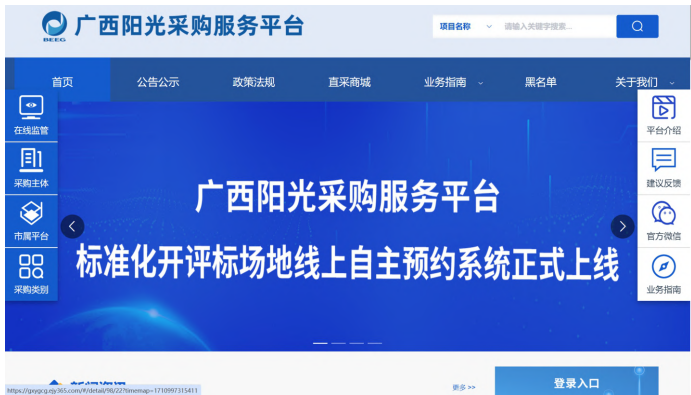 BEEG
广西阳光采购服务平台
项目名称
请输入关键字搜索...
首页
公告公示
政策法规
直采商城
业务指南
黑名单
关于我们
在线监管
采购主体
市属平台
采购类别
广西阳光采购服务平台
标准化开评标场地线上自主预约系统正式上线
平台介绍
建议反馈
官方微信
业务指南
新闻资讯
更多 >>
登录入口
https://gxygcg.ejy365.com/#/detail/98/22?timemap=1710997315411